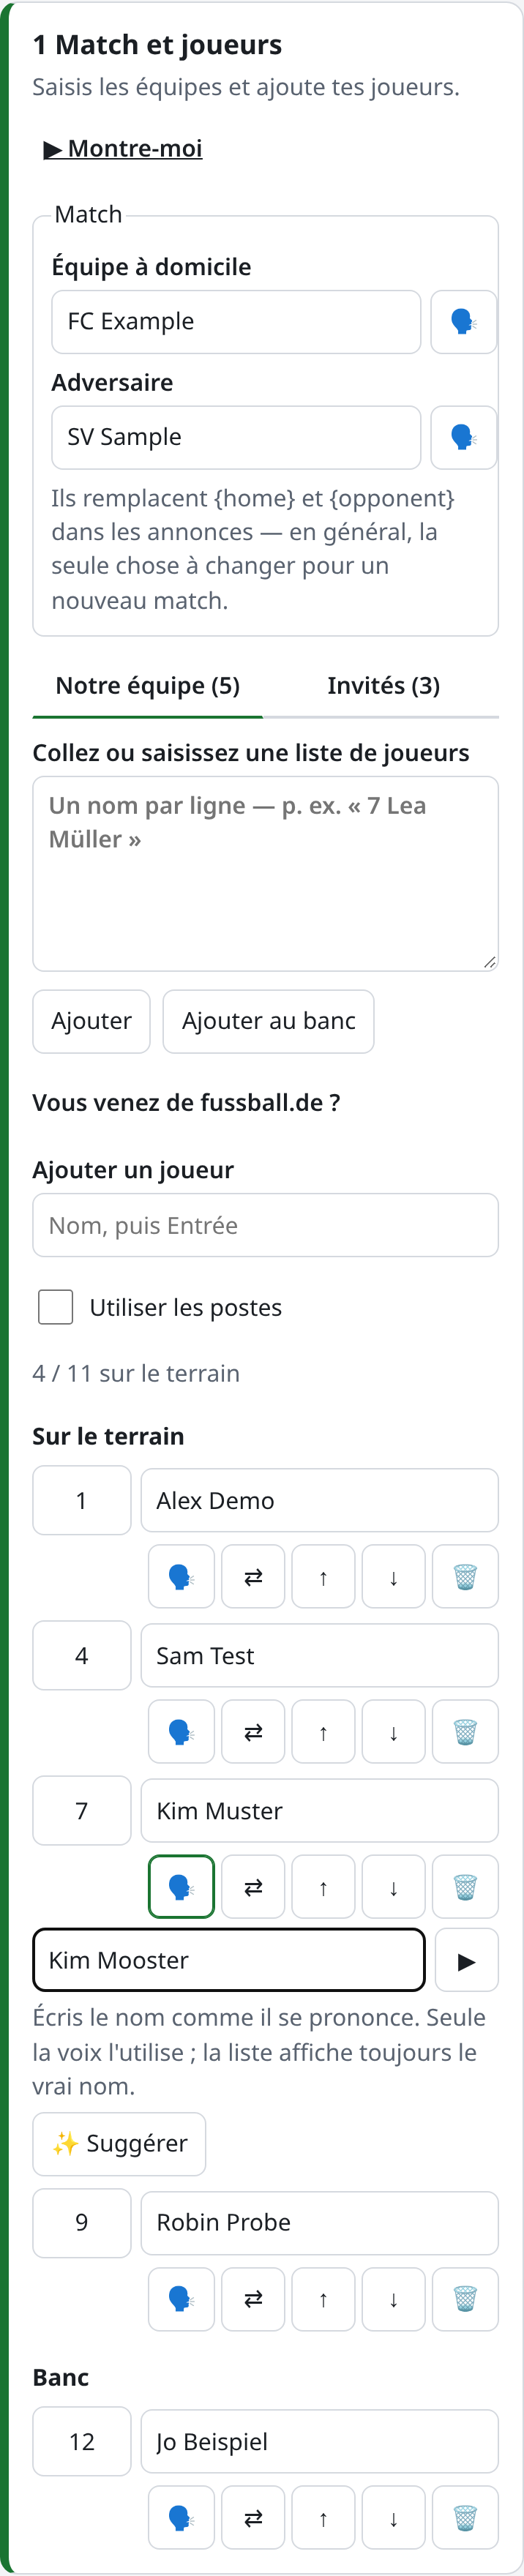 1 Match et joueurs
Saisis les équipes et ajoute tes joueurs.
▶ Montre-moi
Match
Équipe à domicile
FC Example
Adversaire
SV Sample
Ils remplacent {home} et {opponent}
dans les annonces — en général, la
seule chose à changer pour un
nouveau match.
Notre équipe (5) Invités (3)
Collez ou saisissez une liste de joueurs
Un nom par ligne — p. ex. « 7 Lea
Müller »
Ajouter Ajouter au banc
Vous venez de fussball.de ?
Ajouter un joueur
Nom, puis Entrée
Utiliser les postes
4 / 11 sur le terrain
Sur le terrain
1 Alex Demo
⇄ ↑ ↓
4 Sam Test
⇄ ↑ ↓
7 Kim Muster
⇄ ↑ ↓
Kim Mooster ▶
Écris le nom comme il se prononce. Seule
la voix l'utilise ; la liste affiche toujours le
vrai nom.
✨ Suggérer
9 Robin Probe
⇄ ↑ ↓
Banc
12 Jo Beispiel
⇄ ↑ ↓